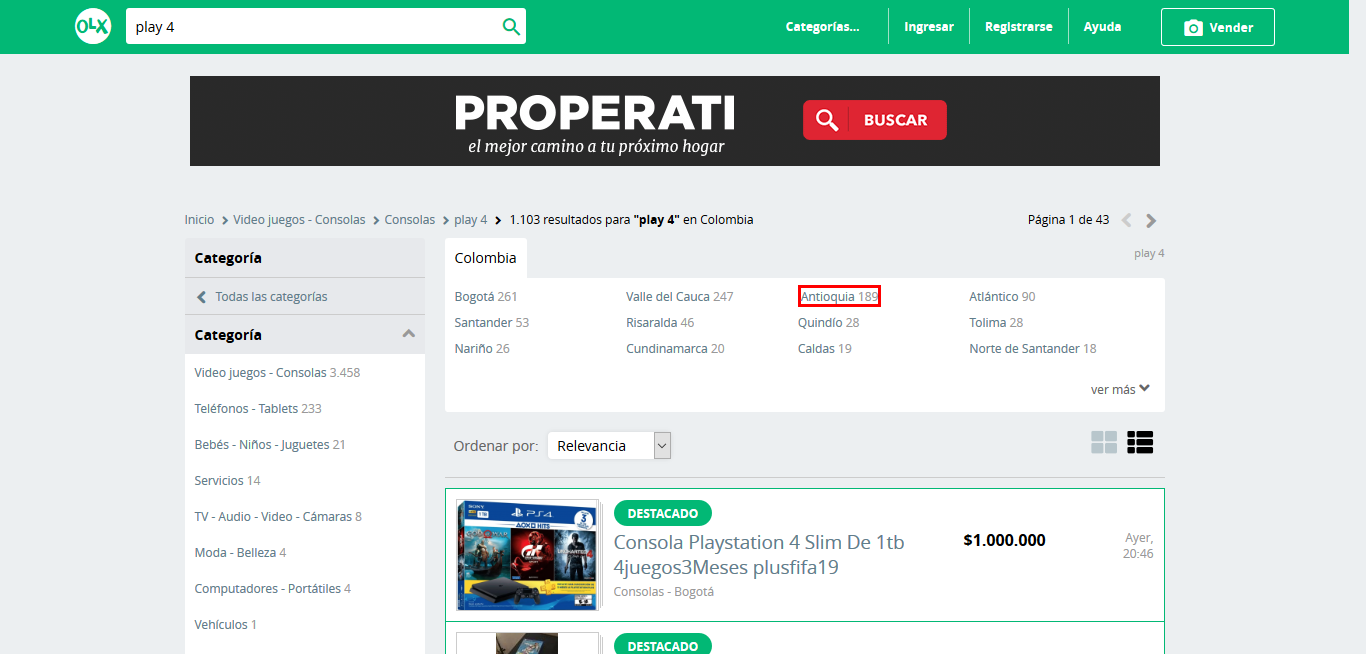 OLX play 4 Categorías... Ingresar Registrarse Ayuda Vender
PROPERATI
el mejor camino a tu próximo hogar
BUSCAR
Inicio Video juegos - Consolas Consolas play 4 1.103 resultados para "play 4" en Colombia Página 1 de 43
Categoría
Todas las categorías
Categoría
Video juegos - Consolas 3.458
Teléfonos - Tablets 233
Bebés - Niños - Juguetes 21
Servicios 14
TV - Audio - Video - Cámaras 8
Moda - Belleza 4
Computadores - Portátiles 4
Vehículos 1
Colombia play 4
Bogotá 261 Valle del Cauca 247 Antioquia 189 Atlántico 90
Santander 53 Risaralda 46 Quindío 28 Tolima 28
Nariño 26 Cundinamarca 20 Caldas 19 Norte de Santander 18
ver más
Ordenar por: Relevancia
SONY PS4
UNCHARTED 4
DESTACADO
Consola Playstation 4 Slim De 1tb
4juegos3Meses plusfifa19
Consolas - Bogotá
$1.000.000
Ayer,
20:46
DESTACADO